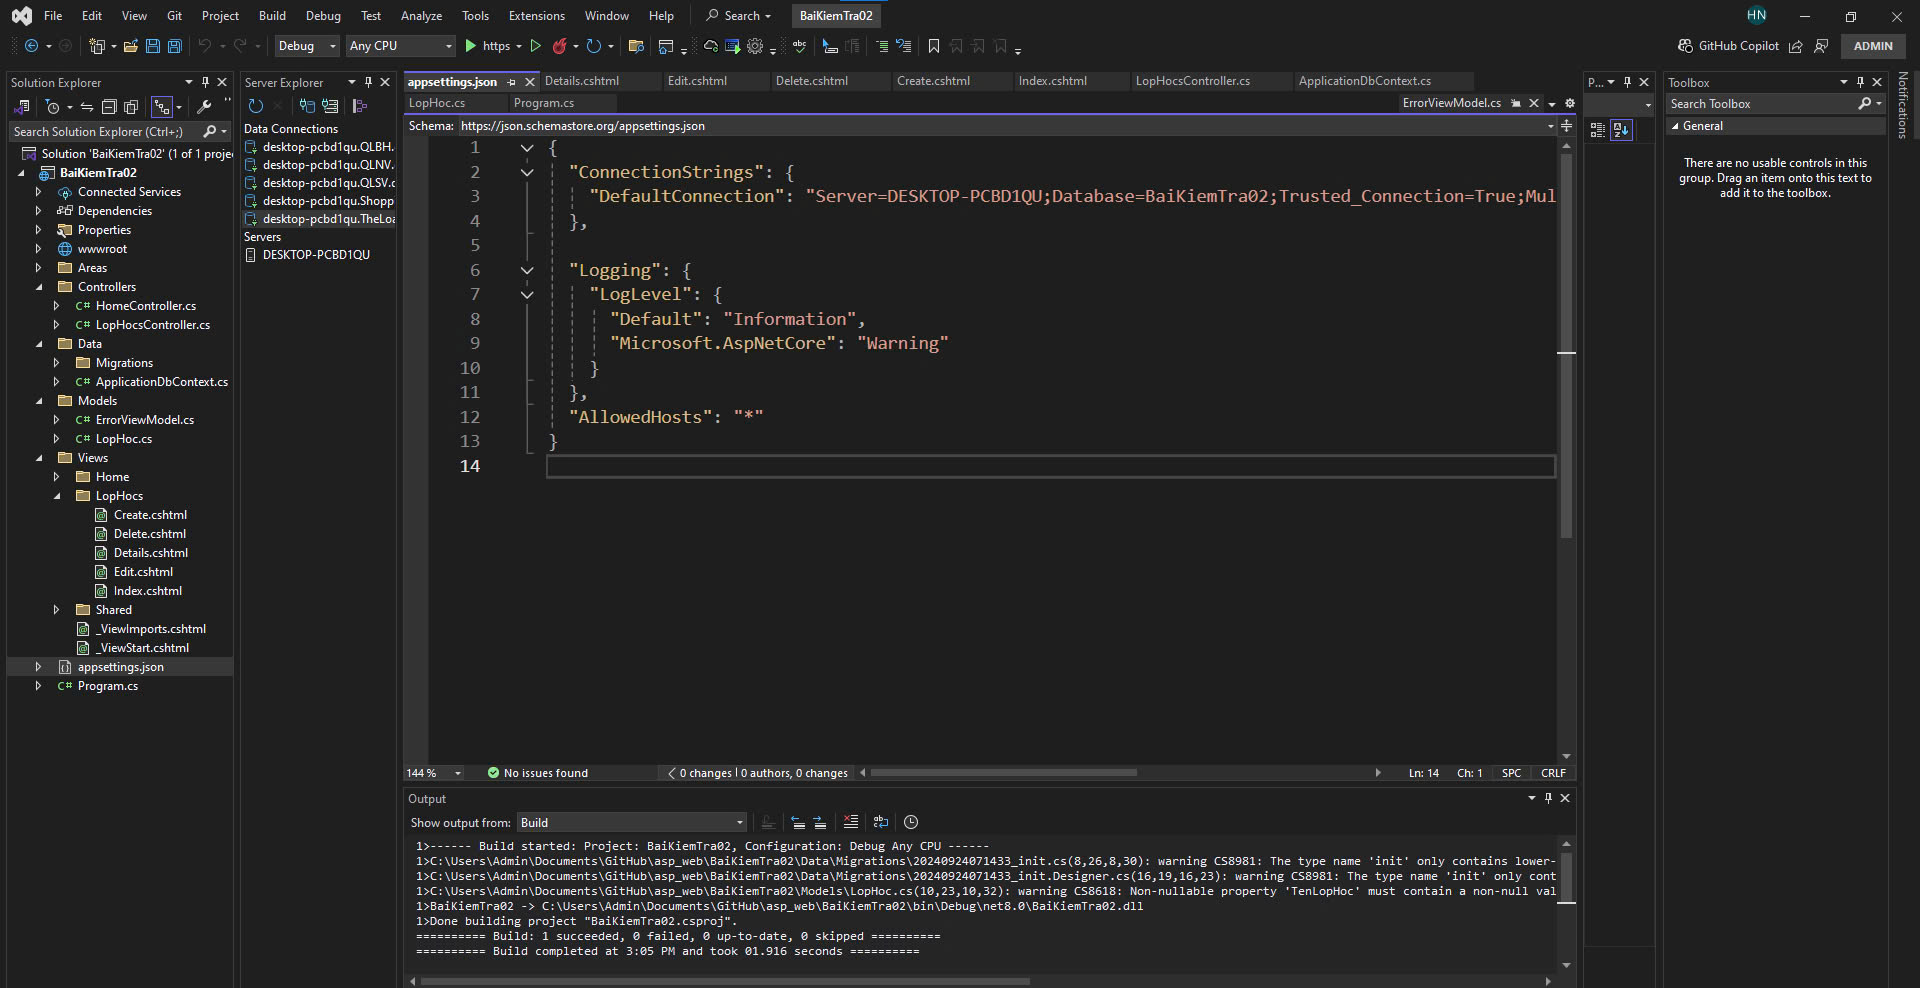 File Edit View Git Project Build Debug Test Analyze Tools Extensions Window Help Search BaiKiemTra02 HN
Debug Any CPU https GitHub Copilot ADMIN
Solution Explorer
Search Solution Explorer (Ctrl+;)
Solution 'BaiKiemTra02' (1 of 1 proje
BaiKiemTra02
Connected Services
Dependencies
Properties
wwwroot
Areas
Controllers
C# HomeController.cs
C# LopHocsController.cs
Data
Migrations
C# ApplicationDbContext.cs
Models
C# ErrorViewModel.cs
C# LopHoc.cs
Views
Home
LopHocs
Create.cshtml
Delete.cshtml
Details.cshtml
Edit.cshtml
Index.cshtml
Shared
_ViewImports.cshtml
_ViewStart.cshtml
appsettings.json
C# Program.cs
Server Explorer
Data Connections
desktop-pcbd1qu.QLBH.
desktop-pcbd1qu.QLNV.
desktop-pcbd1qu.QLSV.c
desktop-pcbd1qu.Shopp
desktop-pcbd1qu.TheLoa
Servers
DESKTOP-PCBD1QU
appsettings.json Details.cshtml Edit.cshtml Delete.cshtml Create.cshtml Index.cshtml LopHocsController.cs ApplicationDbContext.cs
LopHoc.cs Program.cs ErrorViewModel.cs
Schema: https://json.schemastore.org/appsettings.json
1 {
2 "ConnectionStrings": {
3 "DefaultConnection": "Server=DESKTOP-PCBD1QU;Database=BaiKiemTra02;Trusted_Connection=True;Mul
4 },
5
6 "Logging": {
7 "LogLevel": {
8 "Default": "Information",
9 "Microsoft.AspNetCore": "Warning"
10 }
11 },
12 "AllowedHosts": "*"
13 }
14
144 % No issues found 0 changes | 0 authors, 0 changes Ln: 14 Ch: 1 SPC CRLF
Output
Show output from: Build
1>------ Build started: Project: BaiKiemTra02, Configuration: Debug Any CPU ------
1>C:\Users\Admin\Documents\GitHub\asp_web\BaiKiemTra02\Data\Migrations\20240924071433_init.cs(8,26,8,30): warning CS8981: The type name 'init' only contains lower-
1>C:\Users\Admin\Documents\GitHub\asp_web\BaiKiemTra02\Data\Migrations\20240924071433_init.Designer.cs(16,19,16,23): warning CS8981: The type name 'init' only cont
1>C:\Users\Admin\Documents\GitHub\asp_web\BaiKiemTra02\Models\LopHoc.cs(10,23,10,32): warning CS8618: Non-nullable property 'TenLopHoc' must contain a non-null val
1>BaiKiemTra02 -> C:\Users\Admin\Documents\GitHub\asp_web\BaiKiemTra02\bin\Debug\net8.0\BaiKiemTra02.dll
1>Done building project "BaiKiemTra02.csproj".
========== Build: 1 succeeded, 0 failed, 0 up-to-date, 0 skipped ==========
========== Build completed at 3:05 PM and took 01.916 seconds ==========
P...
Toolbox
Search Toolbox
General
There are no usable controls in this
group. Drag an item onto this text to
add it to the toolbox.
Notifications